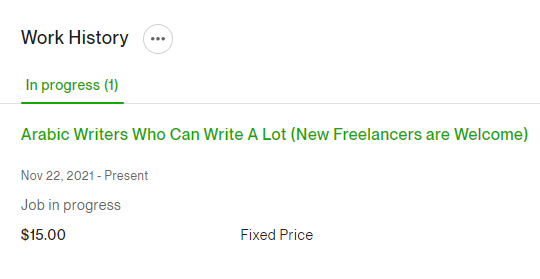 Work History
In progress (1)
Arabic Writers Who Can Write A Lot (New Freelancers are Welcome)
Nov 22, 2021 - Present
Job in progress
$15.00 Fixed Price